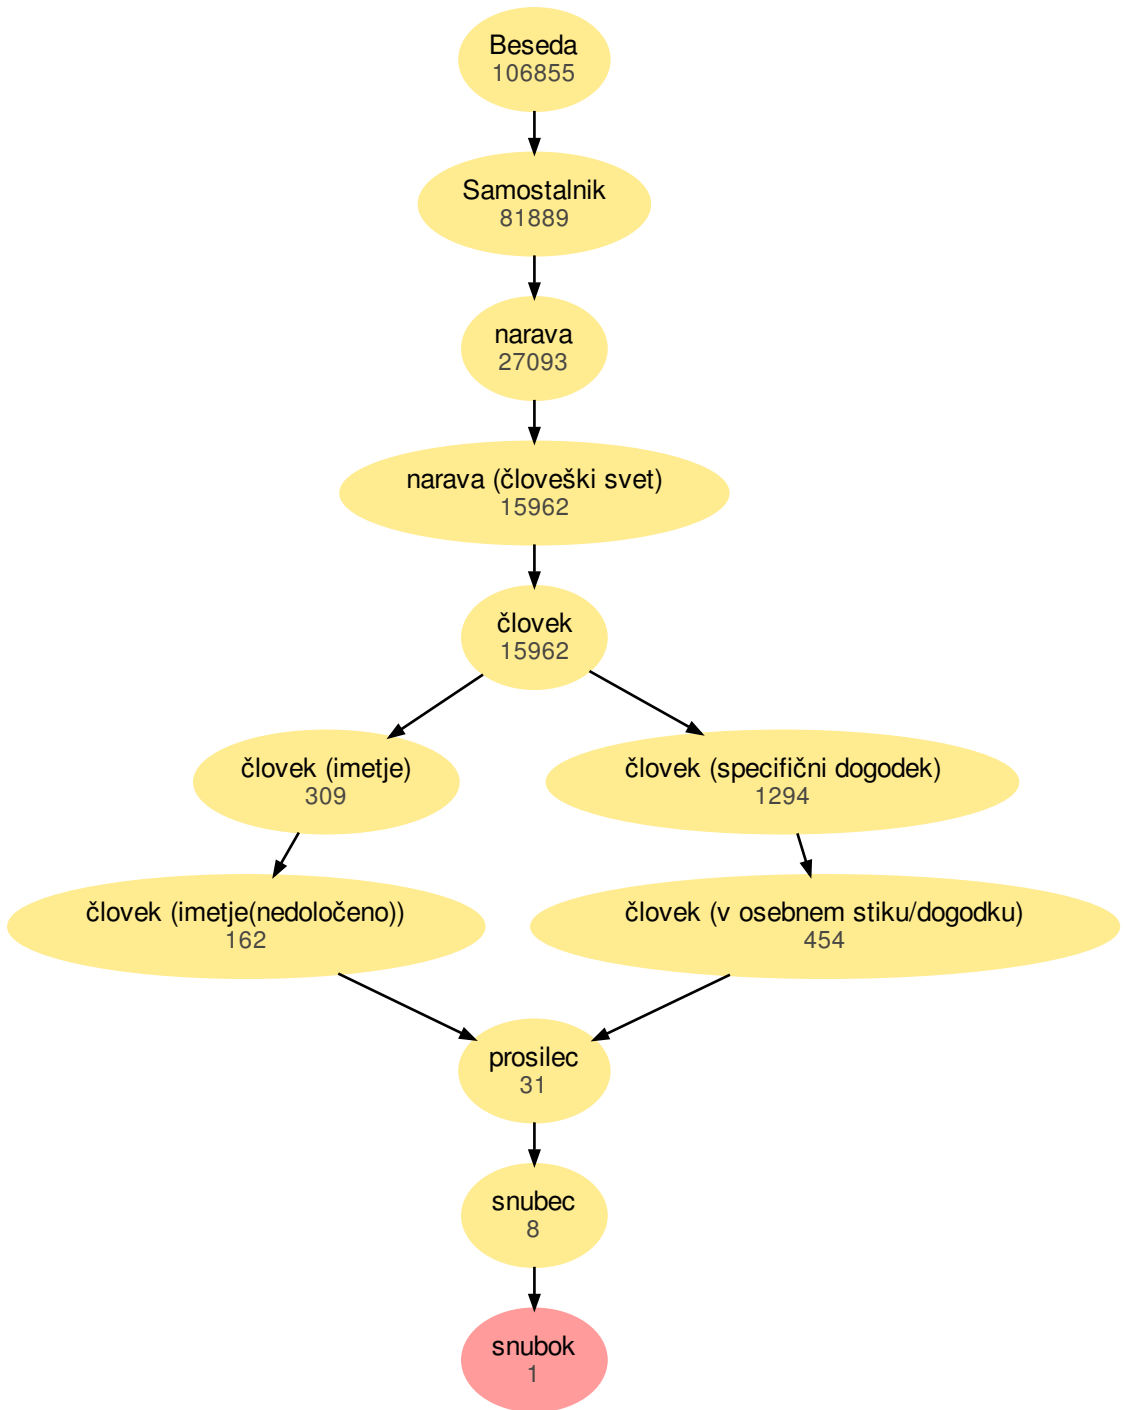 Beseda
106855
Samostalnik
81889
narava
27093
narava (človeški svet)
15962
človek
15962
človek (imetje)
309
človek (specifični dogodek)
1294
človek (imetje(nedoločeno))
162
človek (v osebnem stiku/dogodku)
454
prosilec
31
snubec
8
snubok
1